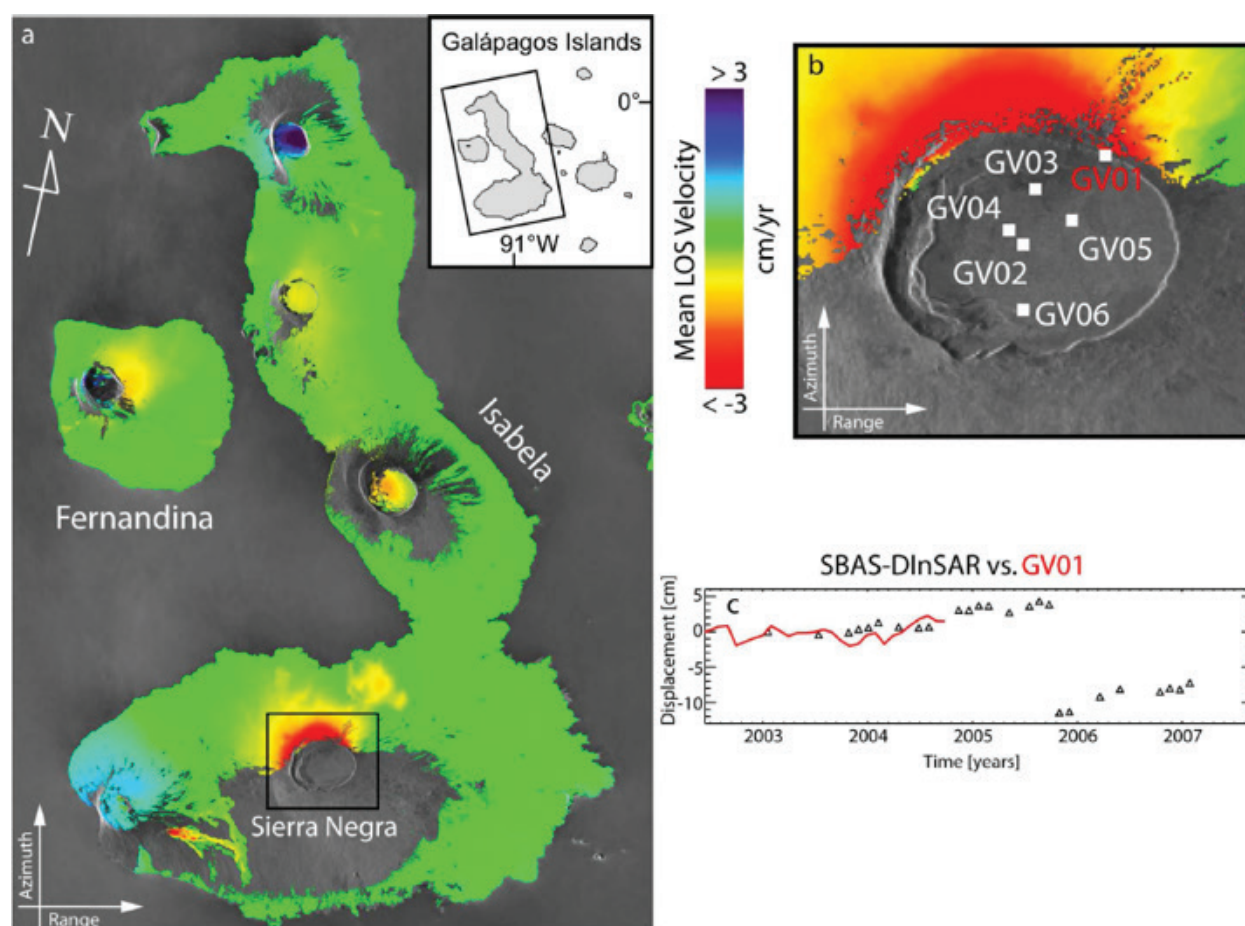 a
N
Galápagos Islands
0°
91°W
Fernandina
Isabela
Sierra Negra
Azimuth
Range
> 3
Mean LOS Velocity
cm/yr
< -3
b
GV03
GV01
GV04
GV05
GV02
GV06
Azimuth
Range
SBAS-DInSAR vs. GV01
c
Displacement [cm]
5
0
-5
-10
2003 2004 2005 2006 2007
Time [years]